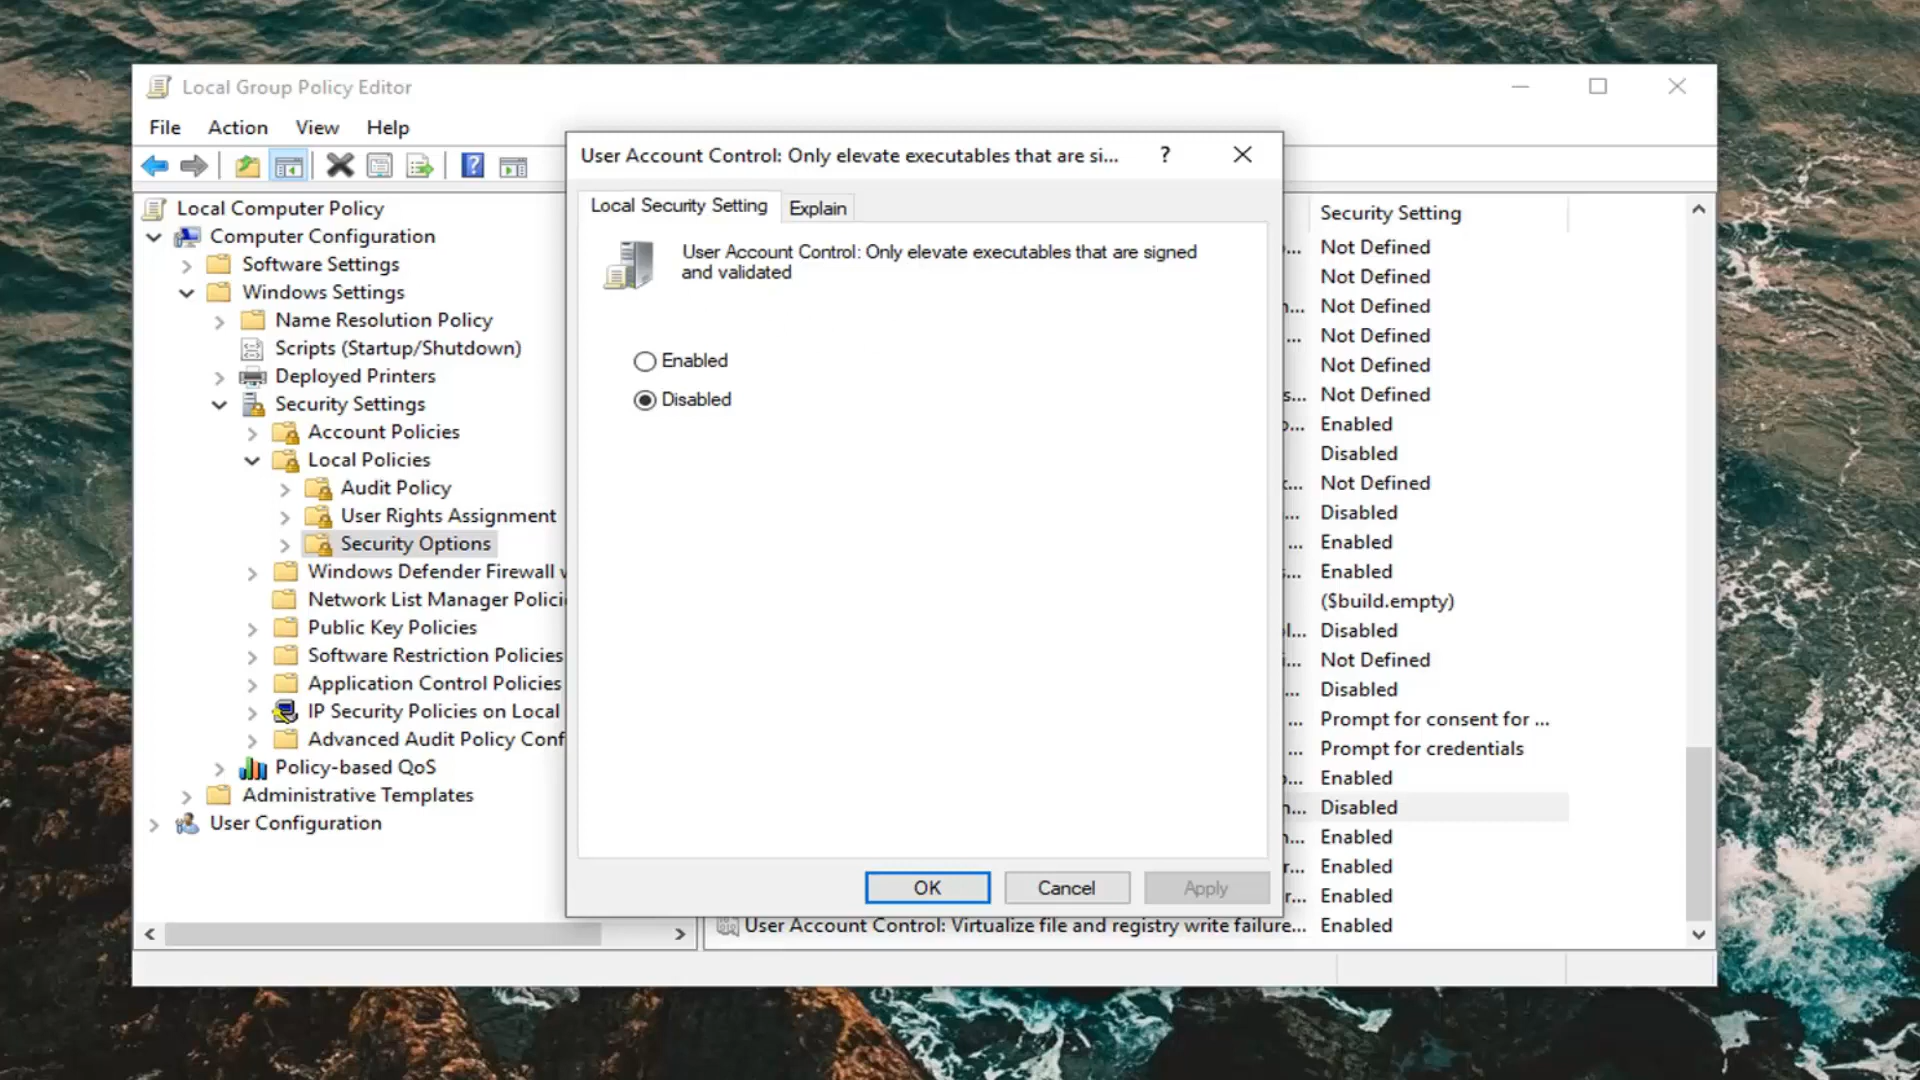 Local Group Policy Editor
File Action View Help
Local Computer Policy
Computer Configuration
Software Settings
Windows Settings
Name Resolution Policy
Scripts (Startup/Shutdown)
Deployed Printers
Security Settings
Account Policies
Local Policies
Audit Policy
User Rights Assignment
Security Options
Windows Defender Firewall
Network List Manager Polici
Public Key Policies
Software Restriction Policies
Application Control Policies
IP Security Policies on Local
Advanced Audit Policy Conf
Policy-based QoS
Administrative Templates
User Configuration
User Account Control: Only elevate executables that are si... ?
Local Security Setting Explain
User Account Control: Only elevate executables that are signed
and validated
Enabled
Disabled
OK Cancel Apply
Security Setting
Not Defined
Not Defined
Not Defined
Not Defined
Not Defined
Not Defined
Enabled
Disabled
Not Defined
Disabled
Enabled
Enabled
($build.empty)
Disabled
Not Defined
Disabled
Prompt for consent for ...
Prompt for credentials
Enabled
Disabled
Enabled
Enabled
Enabled
User Account Control: Virtualize file and registry write failure... Enabled